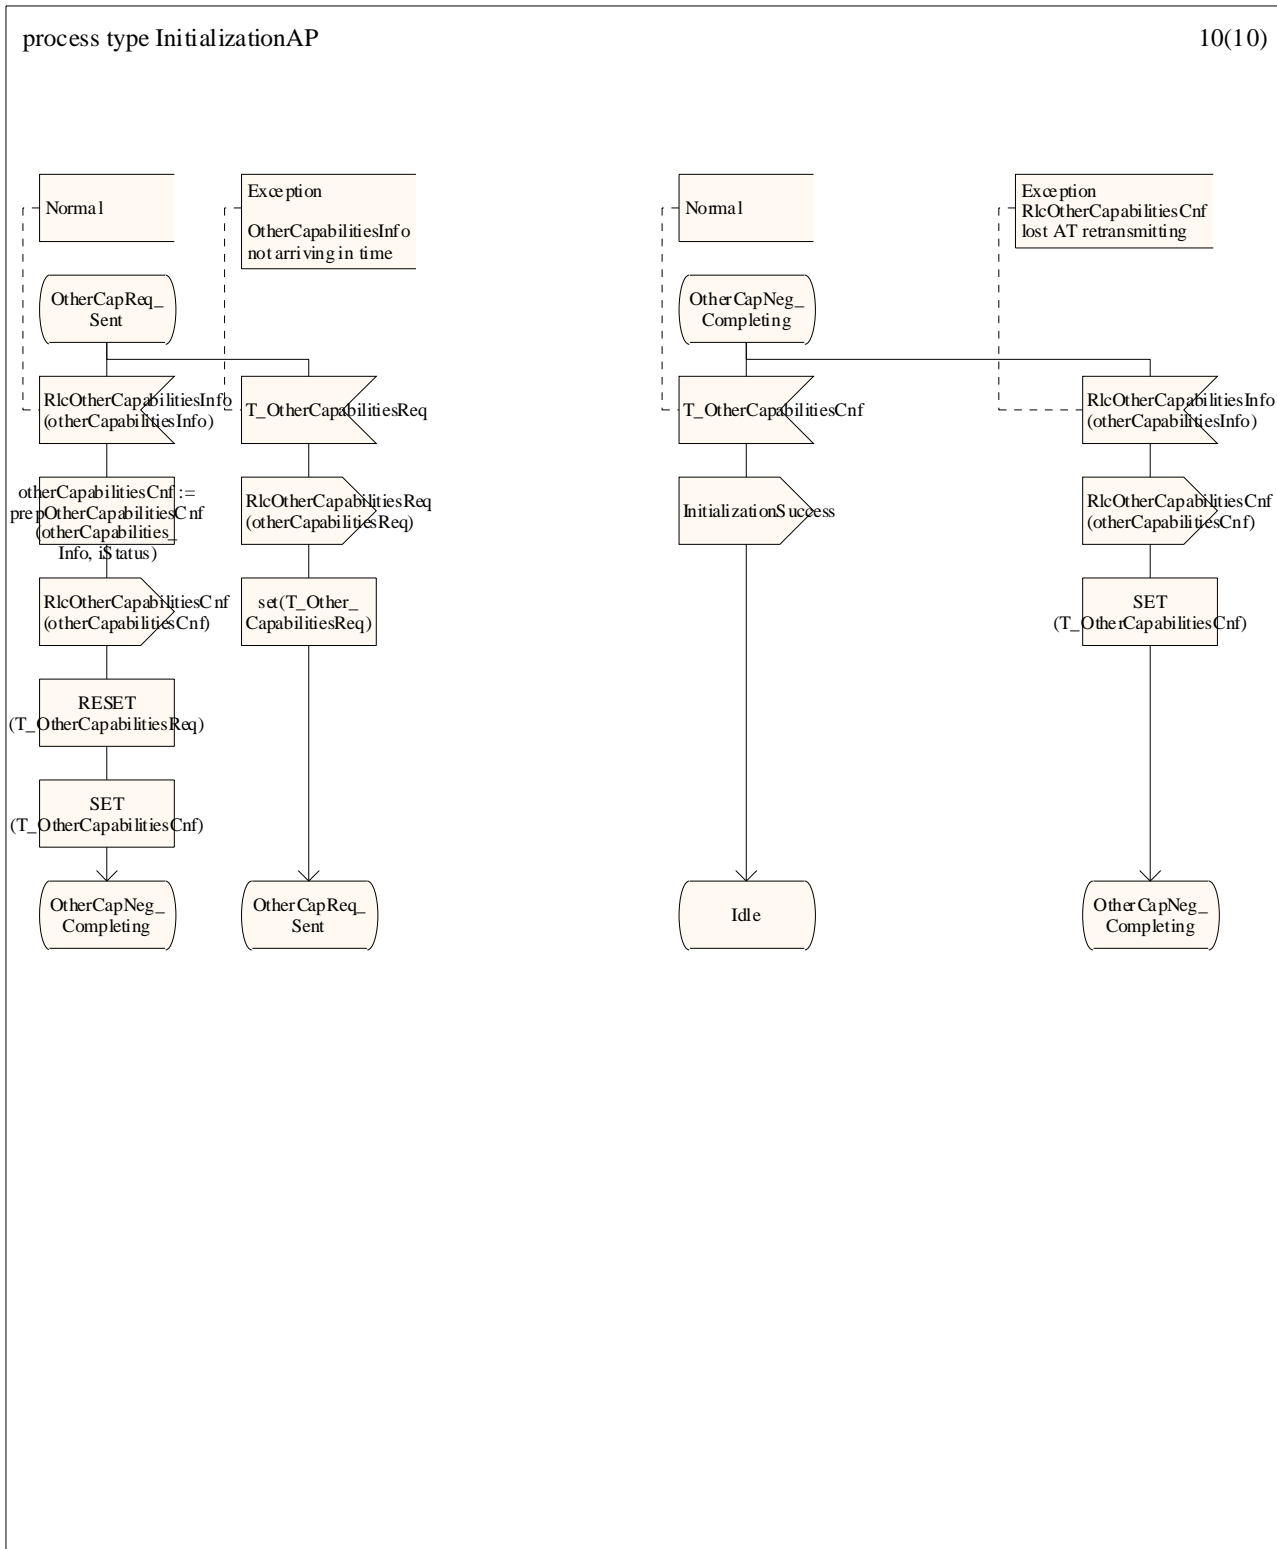 process type InitializationAP
10(10)
Normal
Exception
OtherCapabilitiesInfo
not arriving in time
Normal
Exception
RlcOtherCapabilitiesCnf
lost AT retransmitting
OtherCapReq_
Sent
OtherCapNeg_
Completing
RlcOtherCapabilitiesInfo
(otherCapabilitiesInfo)
T_OtherCapabilitiesReq
T_OtherCapabilitiesCnf
RlcOtherCapabilitiesInfo
(otherCapabilitiesInfo)
otherCapabilitiesCnf :=
prepOtherCapabilitiesCnf
(otherCapabilities_
Info, iStatus)
RlcOtherCapabilitiesReq
(otherCapabilitiesReq)
InitializationSuccess
RlcOtherCapabilitiesCnf
(otherCapabilitiesCnf)
RlcOtherCapabilitiesCnf
(otherCapabilitiesCnf)
set(T_Other_
CapabilitiesReq)
SET
(T_OtherCapabilitiesCnf)
RESET
(T_OtherCapabilitiesReq)
SET
(T_OtherCapabilitiesCnf)
OtherCapNeg_
Completing
OtherCapReq_
Sent
Idle
OtherCapNeg_
Completing